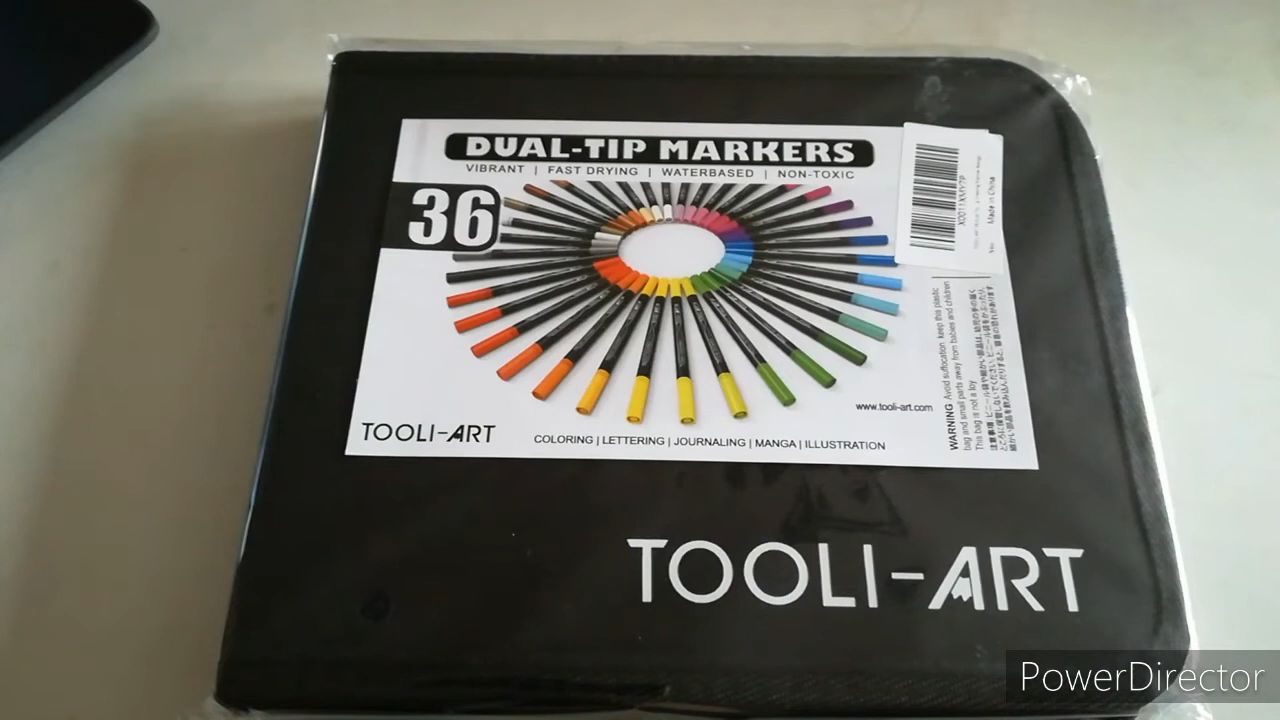 DUAL-TIP MARKERS
VIBRANT | FAST DRYING | WATERBASED | NON-TOXIC
36
X0011XMV7P
Made in China
WARNING Avoid suffocation, keep this plastic
bag and small parts away from babies and children
This bag is not a toy
www.tooli-art.com
TOOLI-ART
COLORING | LETTERING | JOURNALING | MANGA | ILLUSTRATION
TOOLI-ART
PowerDirector